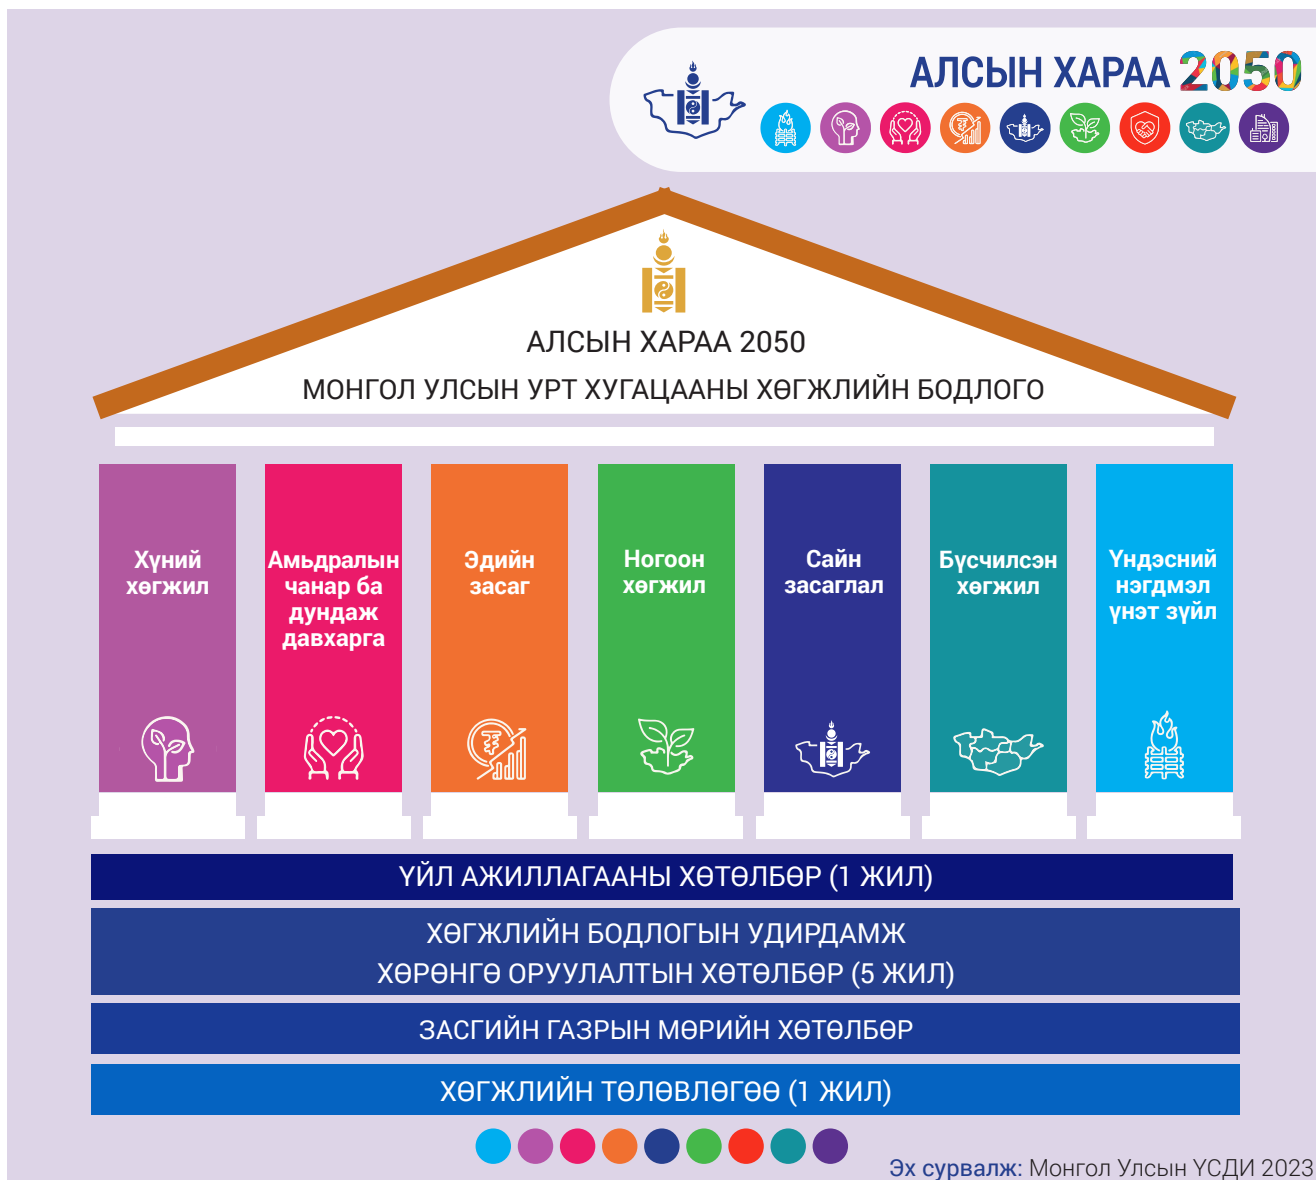 АЛСЫН ХАРАА 2050
АЛСЫН ХАРАА 2050
МОНГОЛ УЛСЫН УРТ ХУГАЦААНЫ ХӨГЖЛИЙН БОДЛОГО
Хүний
хөгжил
Амьдралын
чанар ба
дундаж
давхарга
Эдийн
засаг
Ногоон
хөгжил
Сайн
засаглал
Бүсчилсэн
хөгжил
Үндэсний
нэгдмэл
үнэт зүйл
ҮЙЛ АЖИЛЛАГААНЫ ХӨТӨЛБӨР (1 ЖИЛ)
ХӨГЖЛИЙН БОДЛОГЫН УДИРДАМЖ
ХӨРӨНГӨ ОРУУЛАЛТЫН ХӨТӨЛБӨР (5 ЖИЛ)
ЗАСГИЙН ГАЗРЫН МӨРИЙН ХӨТӨЛБӨР
ХӨГЖЛИЙН ТӨЛӨВЛӨГӨӨ (1 ЖИЛ)
Эх сурвалж: Монгол Улсын ҮСДИ 2023